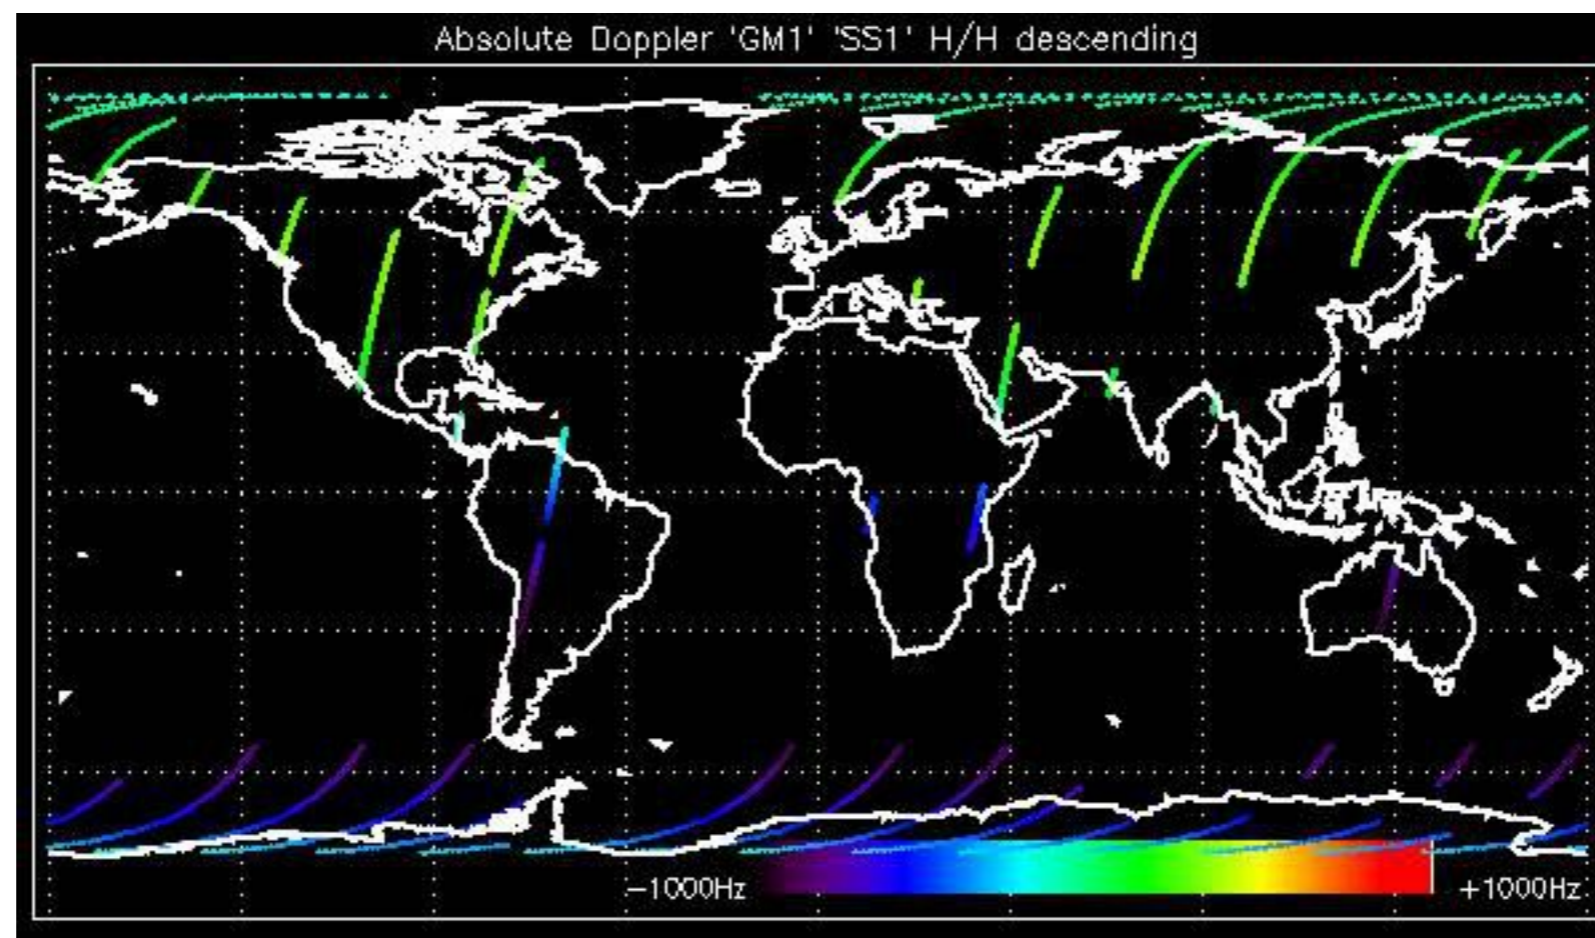 Absolute Doppler 'GM1' 'SS1' H/H descending
-1000Hz
+1000Hz